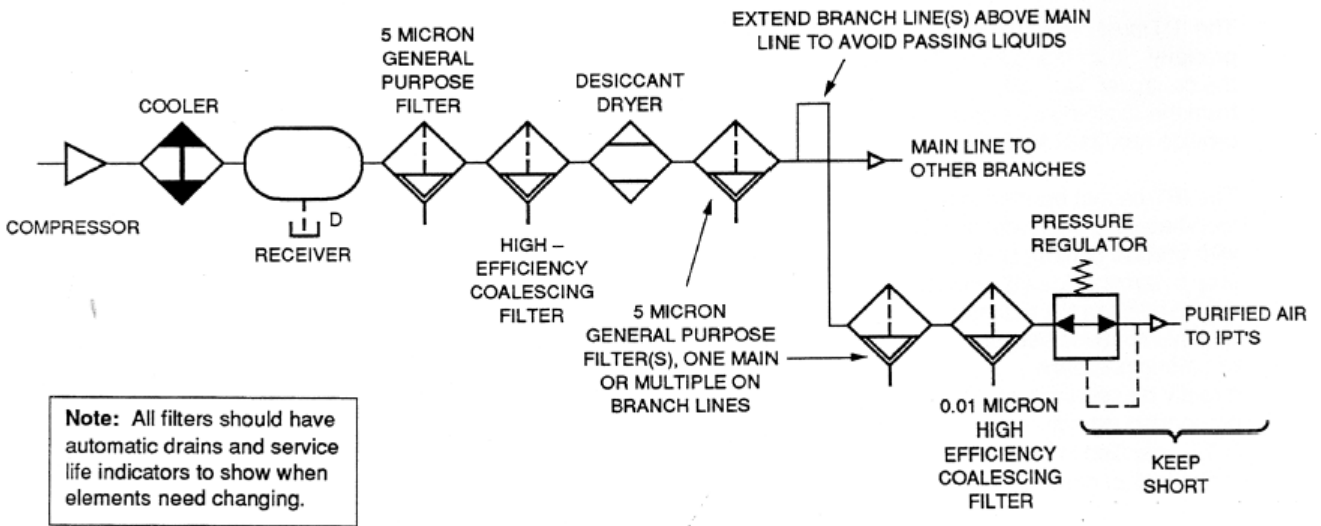 EXTEND BRANCH LINE(S) ABOVE MAIN
LINE TO AVOID PASSING LIQUIDS
5 MICRON
GENERAL
PURPOSE
FILTER
COOLER
DESICCANT
DRYER
MAIN LINE TO
OTHER BRANCHES
COMPRESSOR
D
RECEIVER
HIGH –
EFFICIENCY
COALESCING
FILTER
PRESSURE
REGULATOR
5 MICRON
GENERAL PURPOSE
FILTER(S), ONE MAIN
OR MULTIPLE ON
BRANCH LINES
PURIFIED AIR
TO IPT'S
0.01 MICRON
HIGH
EFFICIENCY
COALESCING
FILTER
KEEP
SHORT
Note: All filters should have
automatic drains and service
life indicators to show when
elements need changing.